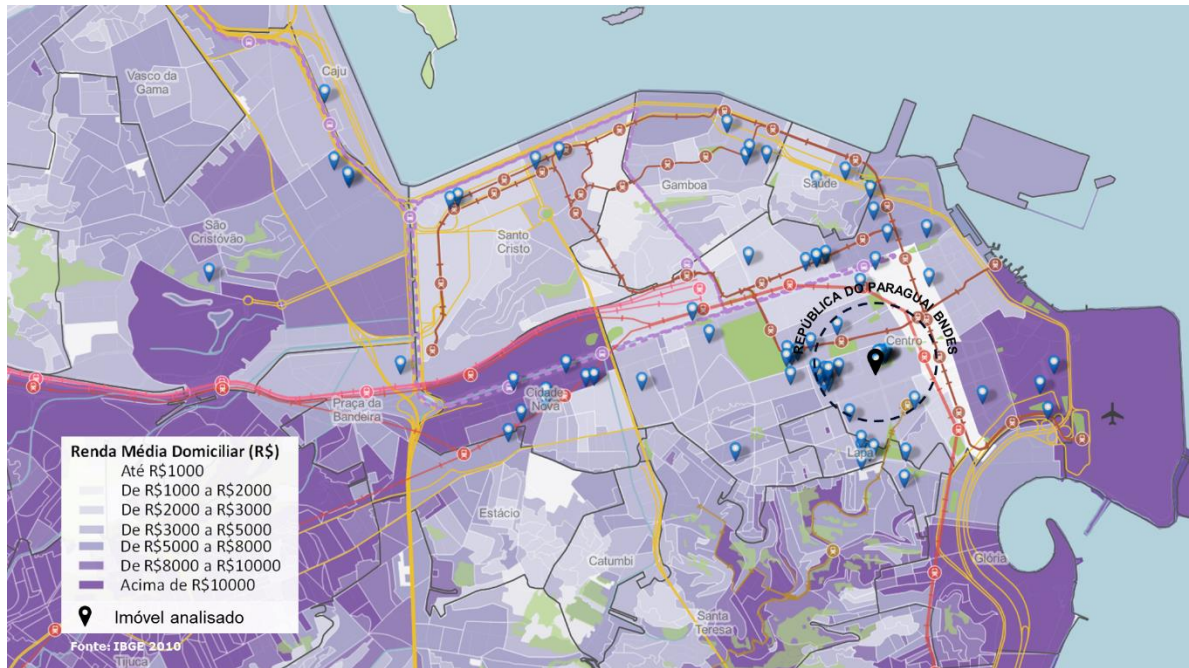 Vasco da
Gama
Caju
São
Cristóvão
Santo
Cristo
Gamboa
Saúde
REPÚBLICA DO PARAGUAI BNDES
Centro
Praça da
Bandeira
Cidade
Nova
Lapa
Estácio
Catumbi
Santa
Teresa
Glória
Tijuca
Renda Média Domiciliar (R$)
Até R$1000
De R$1000 a R$2000
De R$2000 a R$3000
De R$3000 a R$5000
De R$5000 a R$8000
De R$8000 a R$10000
Acima de R$10000
Imóvel analisado
Fonte: IBGE 2010